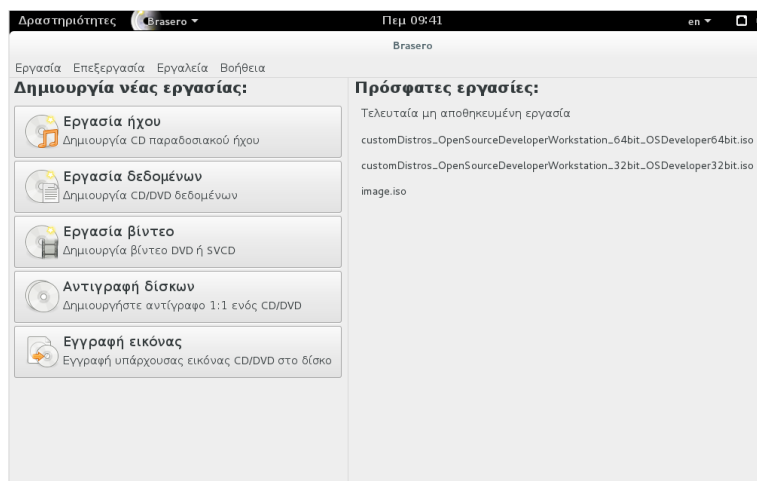 Δραστηριότητες Brasero Πεμ 09:41 en
Brasero
Εργασία Επεξεργασία Εργαλεία Βοήθεια
Δημιουργία νέας εργασίας:
Εργασία ήχου
Δημιουργία CD παραδοσιακού ήχου
Εργασία δεδομένων
Δημιουργία CD/DVD δεδομένων
Εργασία βίντεο
Δημιουργία βίντεο DVD ή SVCD
Αντιγραφή δίσκων
Δημιουργήστε αντίγραφο 1:1 ενός CD/DVD
Εγγραφή εικόνας
Εγγραφή υπάρχουσας εικόνας CD/DVD στο δίσκο
Πρόσφατες εργασίες:
Τελευταία μη αποθηκευμένη εργασία
customDistros_OpenSourceDeveloperWorkstation_64bit_OSDeveloper64bit.iso
customDistros_OpenSourceDeveloperWorkstation_32bit_OSDeveloper32bit.iso
image.iso